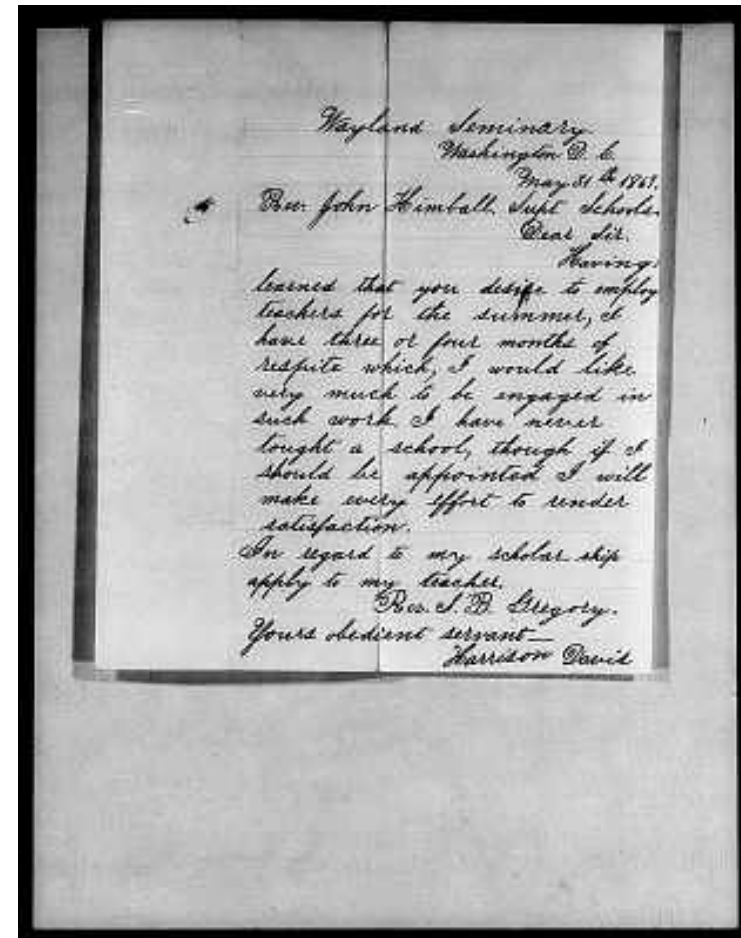 Wayland Seminary
Washington D. C.
May 31th 1869.
Rev. John Kimball Supt Schools.
Dear Sir.
Having
learned that you desire to employ
teachers for the summer, I
have three or four months of
respite which, I would like
very much to be engaged in
such work. I have never
tought a school, though if I
should be appointed I will
make every effort to render
satisfaction.
In regard to my scholar ship
apply to my teacher.
Rev. S. B. Gregory.
Yours obedient servant—
Harrison David